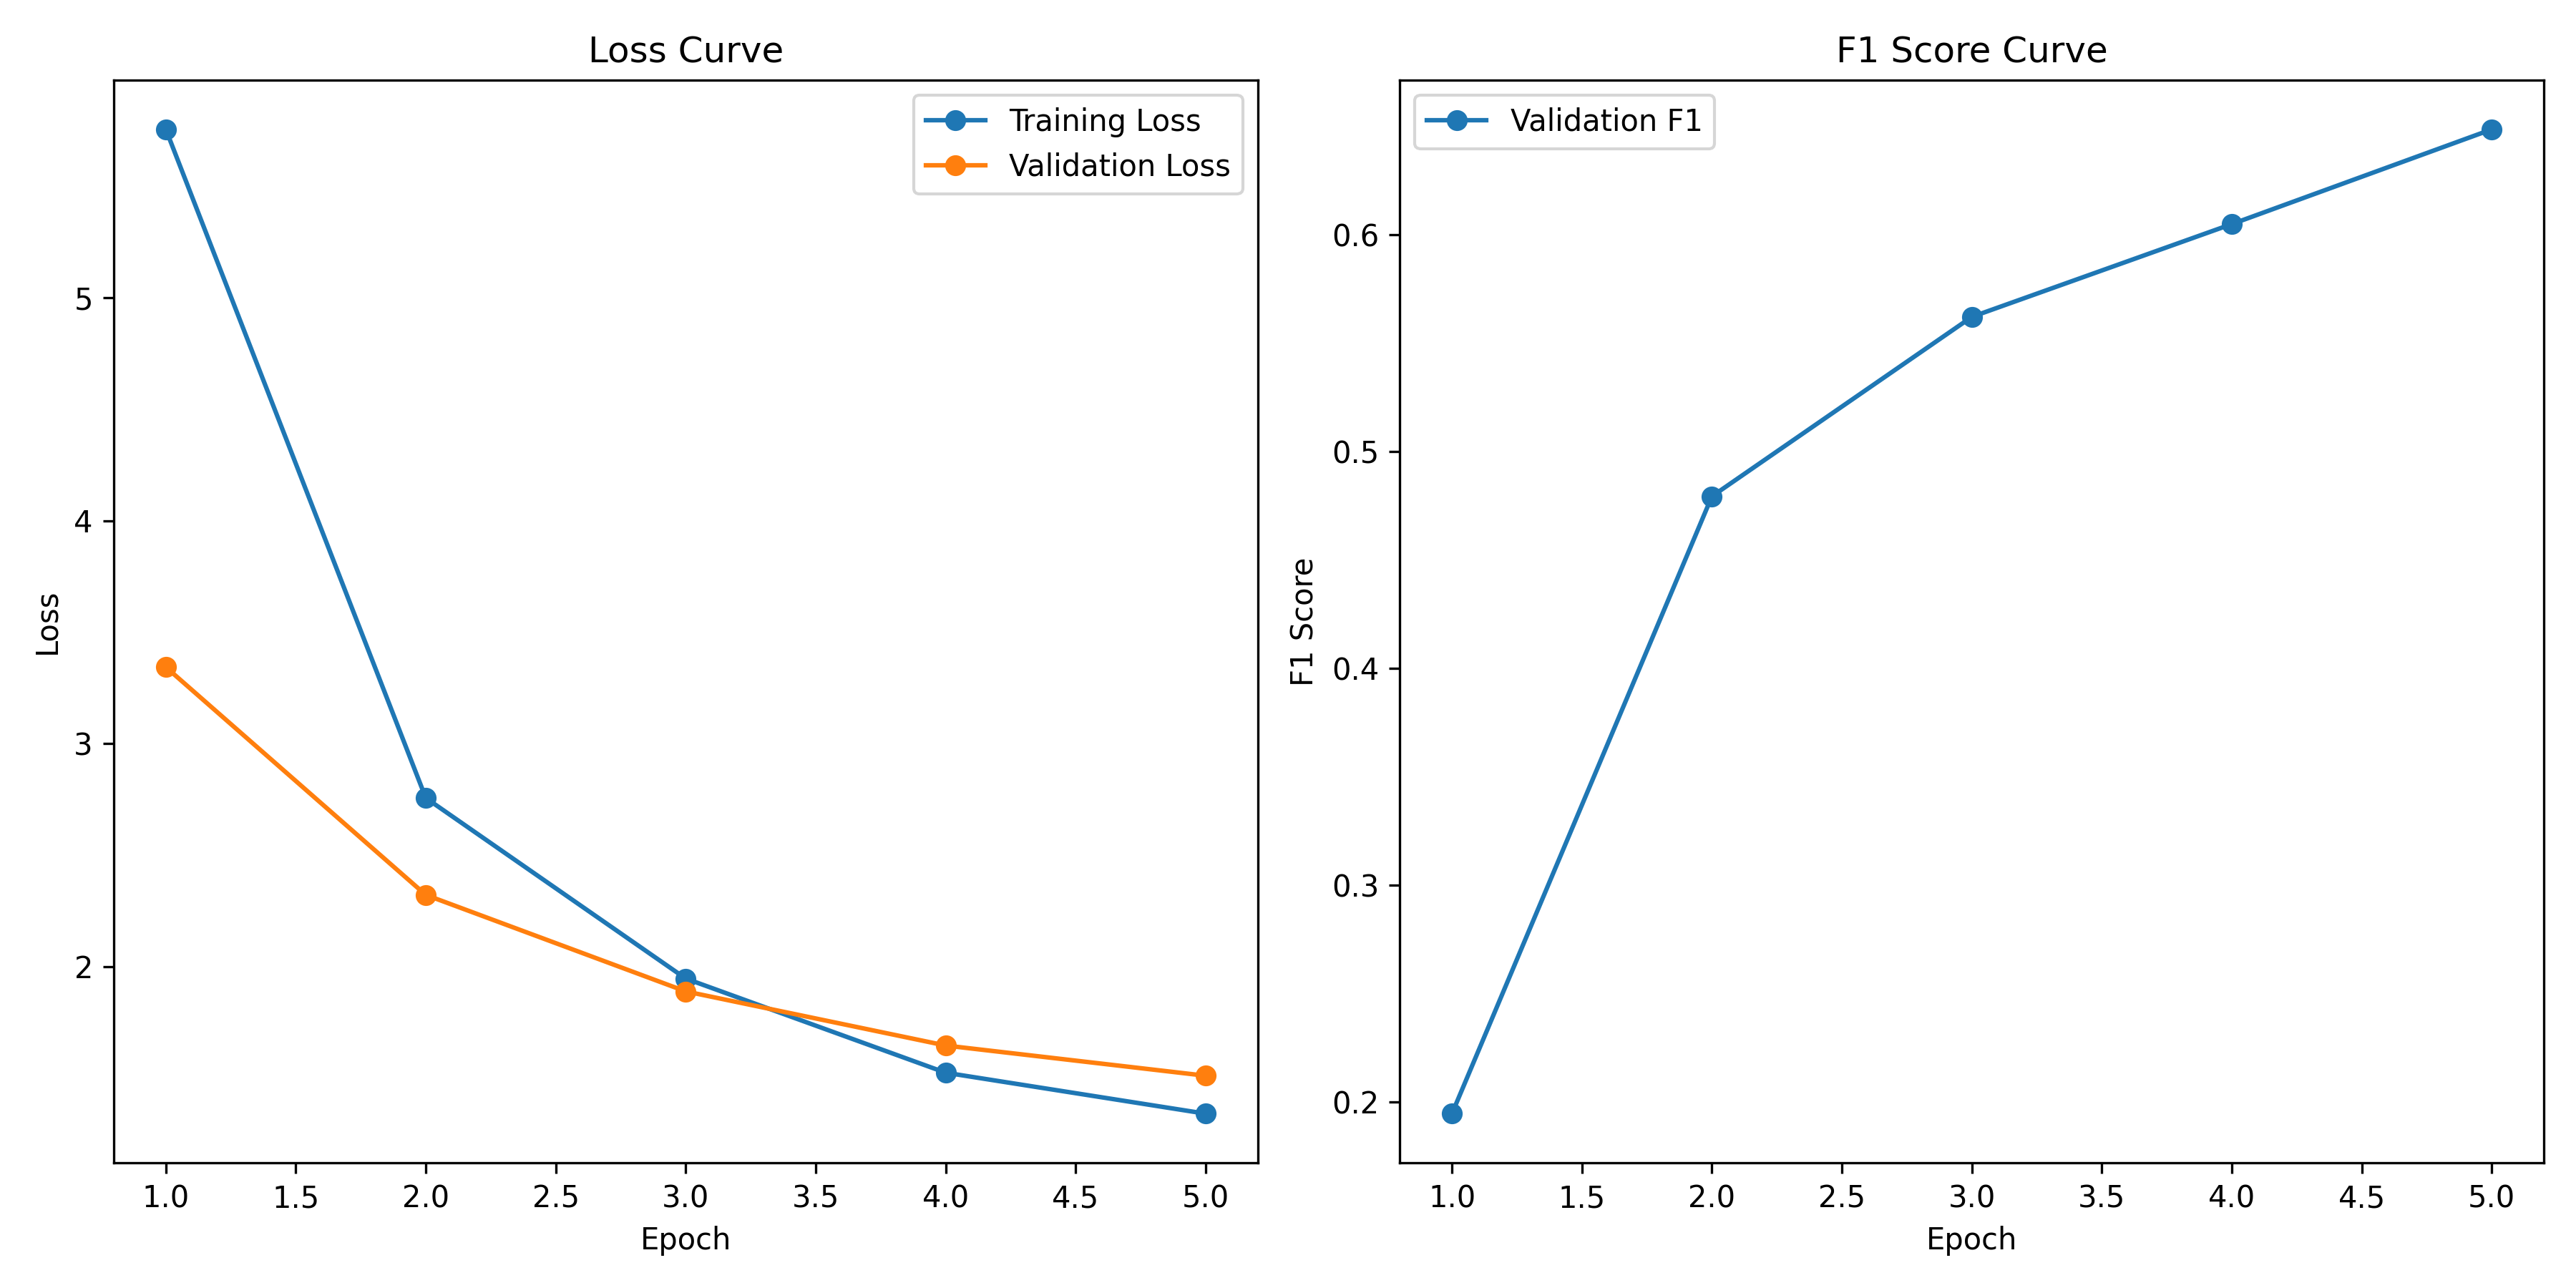 Loss Curve
Training Loss
Validation Loss
5
4
3
2
Loss
1.0 1.5 2.0 2.5 3.0 3.5 4.0 4.5 5.0
Epoch
F1 Score Curve
Validation F1
0.6
0.5
0.4
0.3
0.2
F1 Score
1.0 1.5 2.0 2.5 3.0 3.5 4.0 4.5 5.0
Epoch